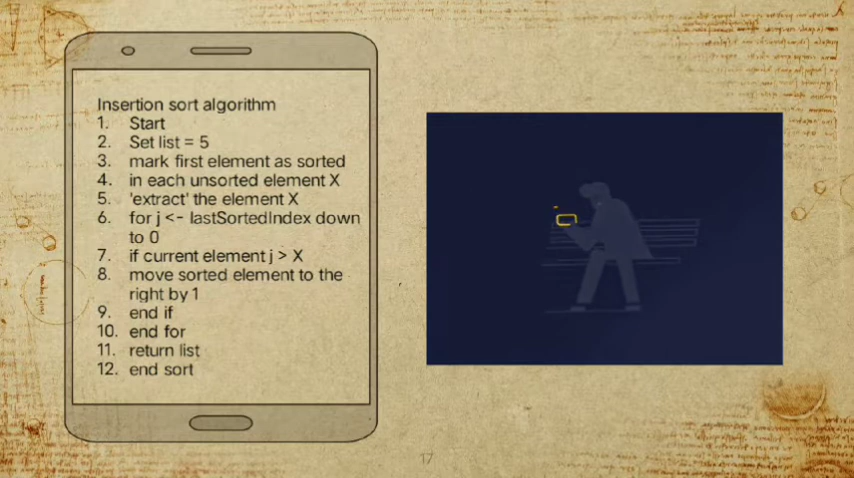 Insertion sort algorithm
1. Start
2. Set list = 5
3. mark first element as sorted
4. in each unsorted element X
5. 'extract' the element X
6. for j <- lastSortedIndex down
to 0
7. if current element j > X
8. move sorted element to the
right by 1
9. end if
10. end for
11. return list
12. end sort
17